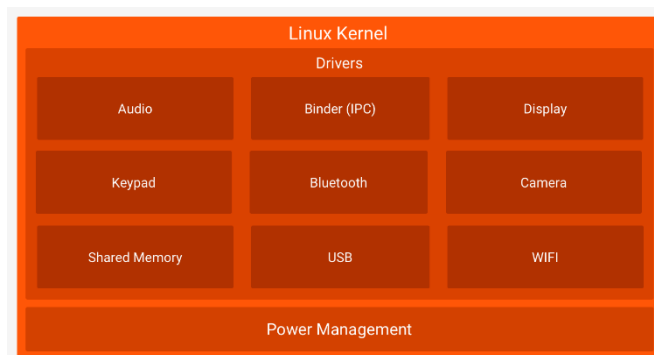 Linux Kernel
Drivers
Audio
Binder (IPC)
Display
Keypad
Bluetooth
Camera
Shared Memory
USB
WIFI
Power Management